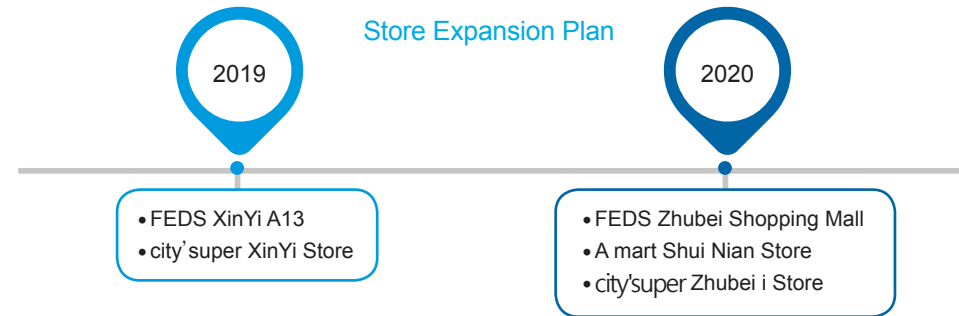 Store Expansion Plan
2019
2020
• FEDS XinYi A13
• city’super XinYi Store
• FEDS Zhubei Shopping Mall
• A mart Shui Nian Store
• city'super Zhubei i Store